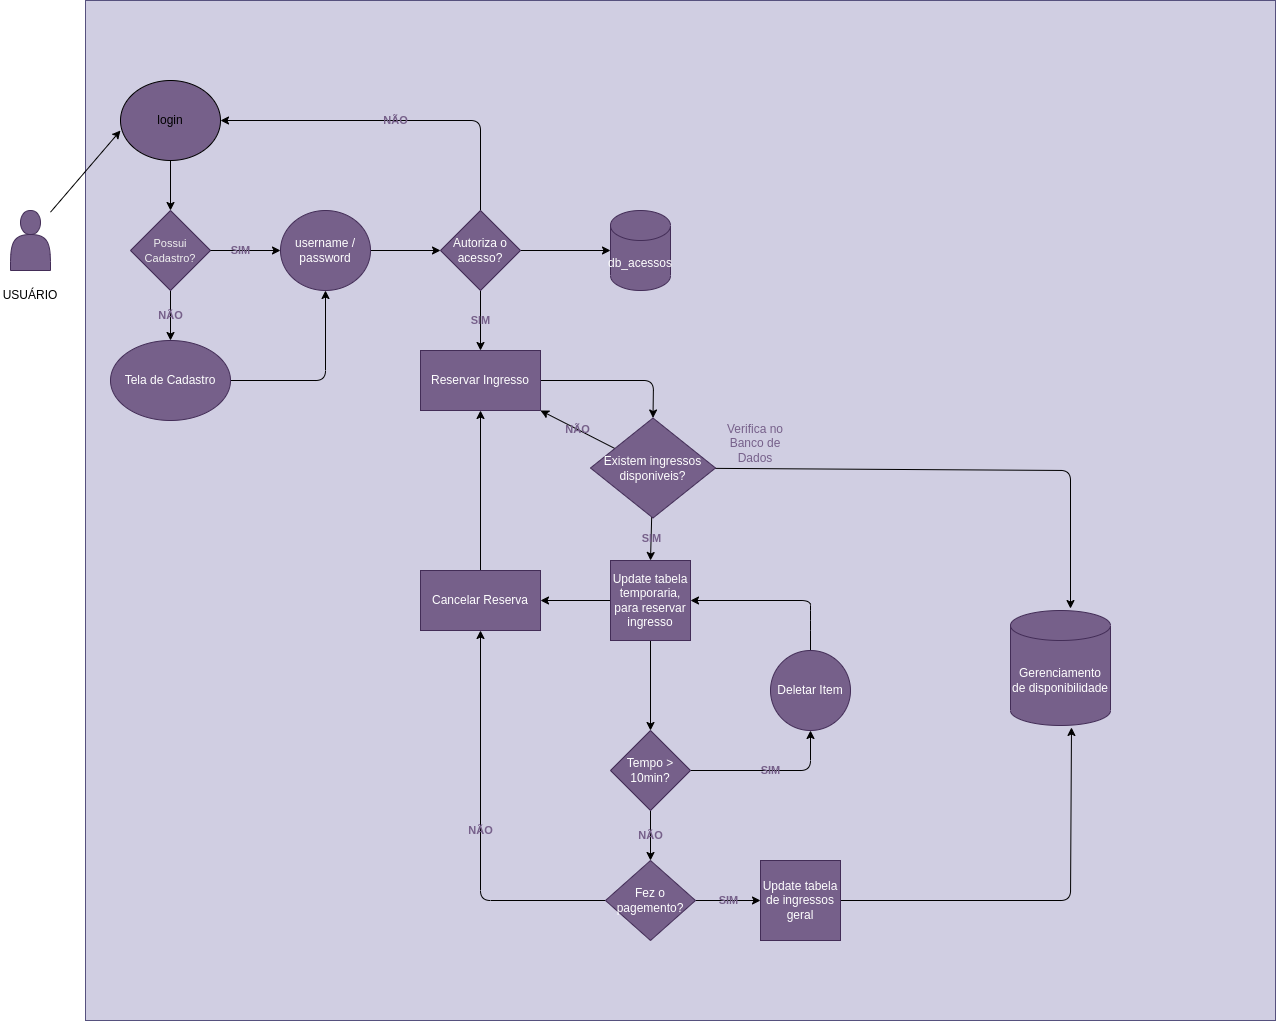 login
NÃO
Possui
Cadastro?
SIM
username /
password
Autoriza o
acesso?
db_acessos
USUÁRIO
NÃO
SIM
Tela de Cadastro
Reservar Ingresso
NÃO
Verifica no
Banco de
Dados
Existem ingressos
disponiveis?
SIM
Cancelar Reserva
Update tabela
temporaria,
para reservar
ingresso
Deletar Item
Gerenciamento
de disponibilidade
Tempo >
10min?
SIM
NÃO
NÃO
Fez o
pagemento?
SIM
Update tabela
de ingressos
geral